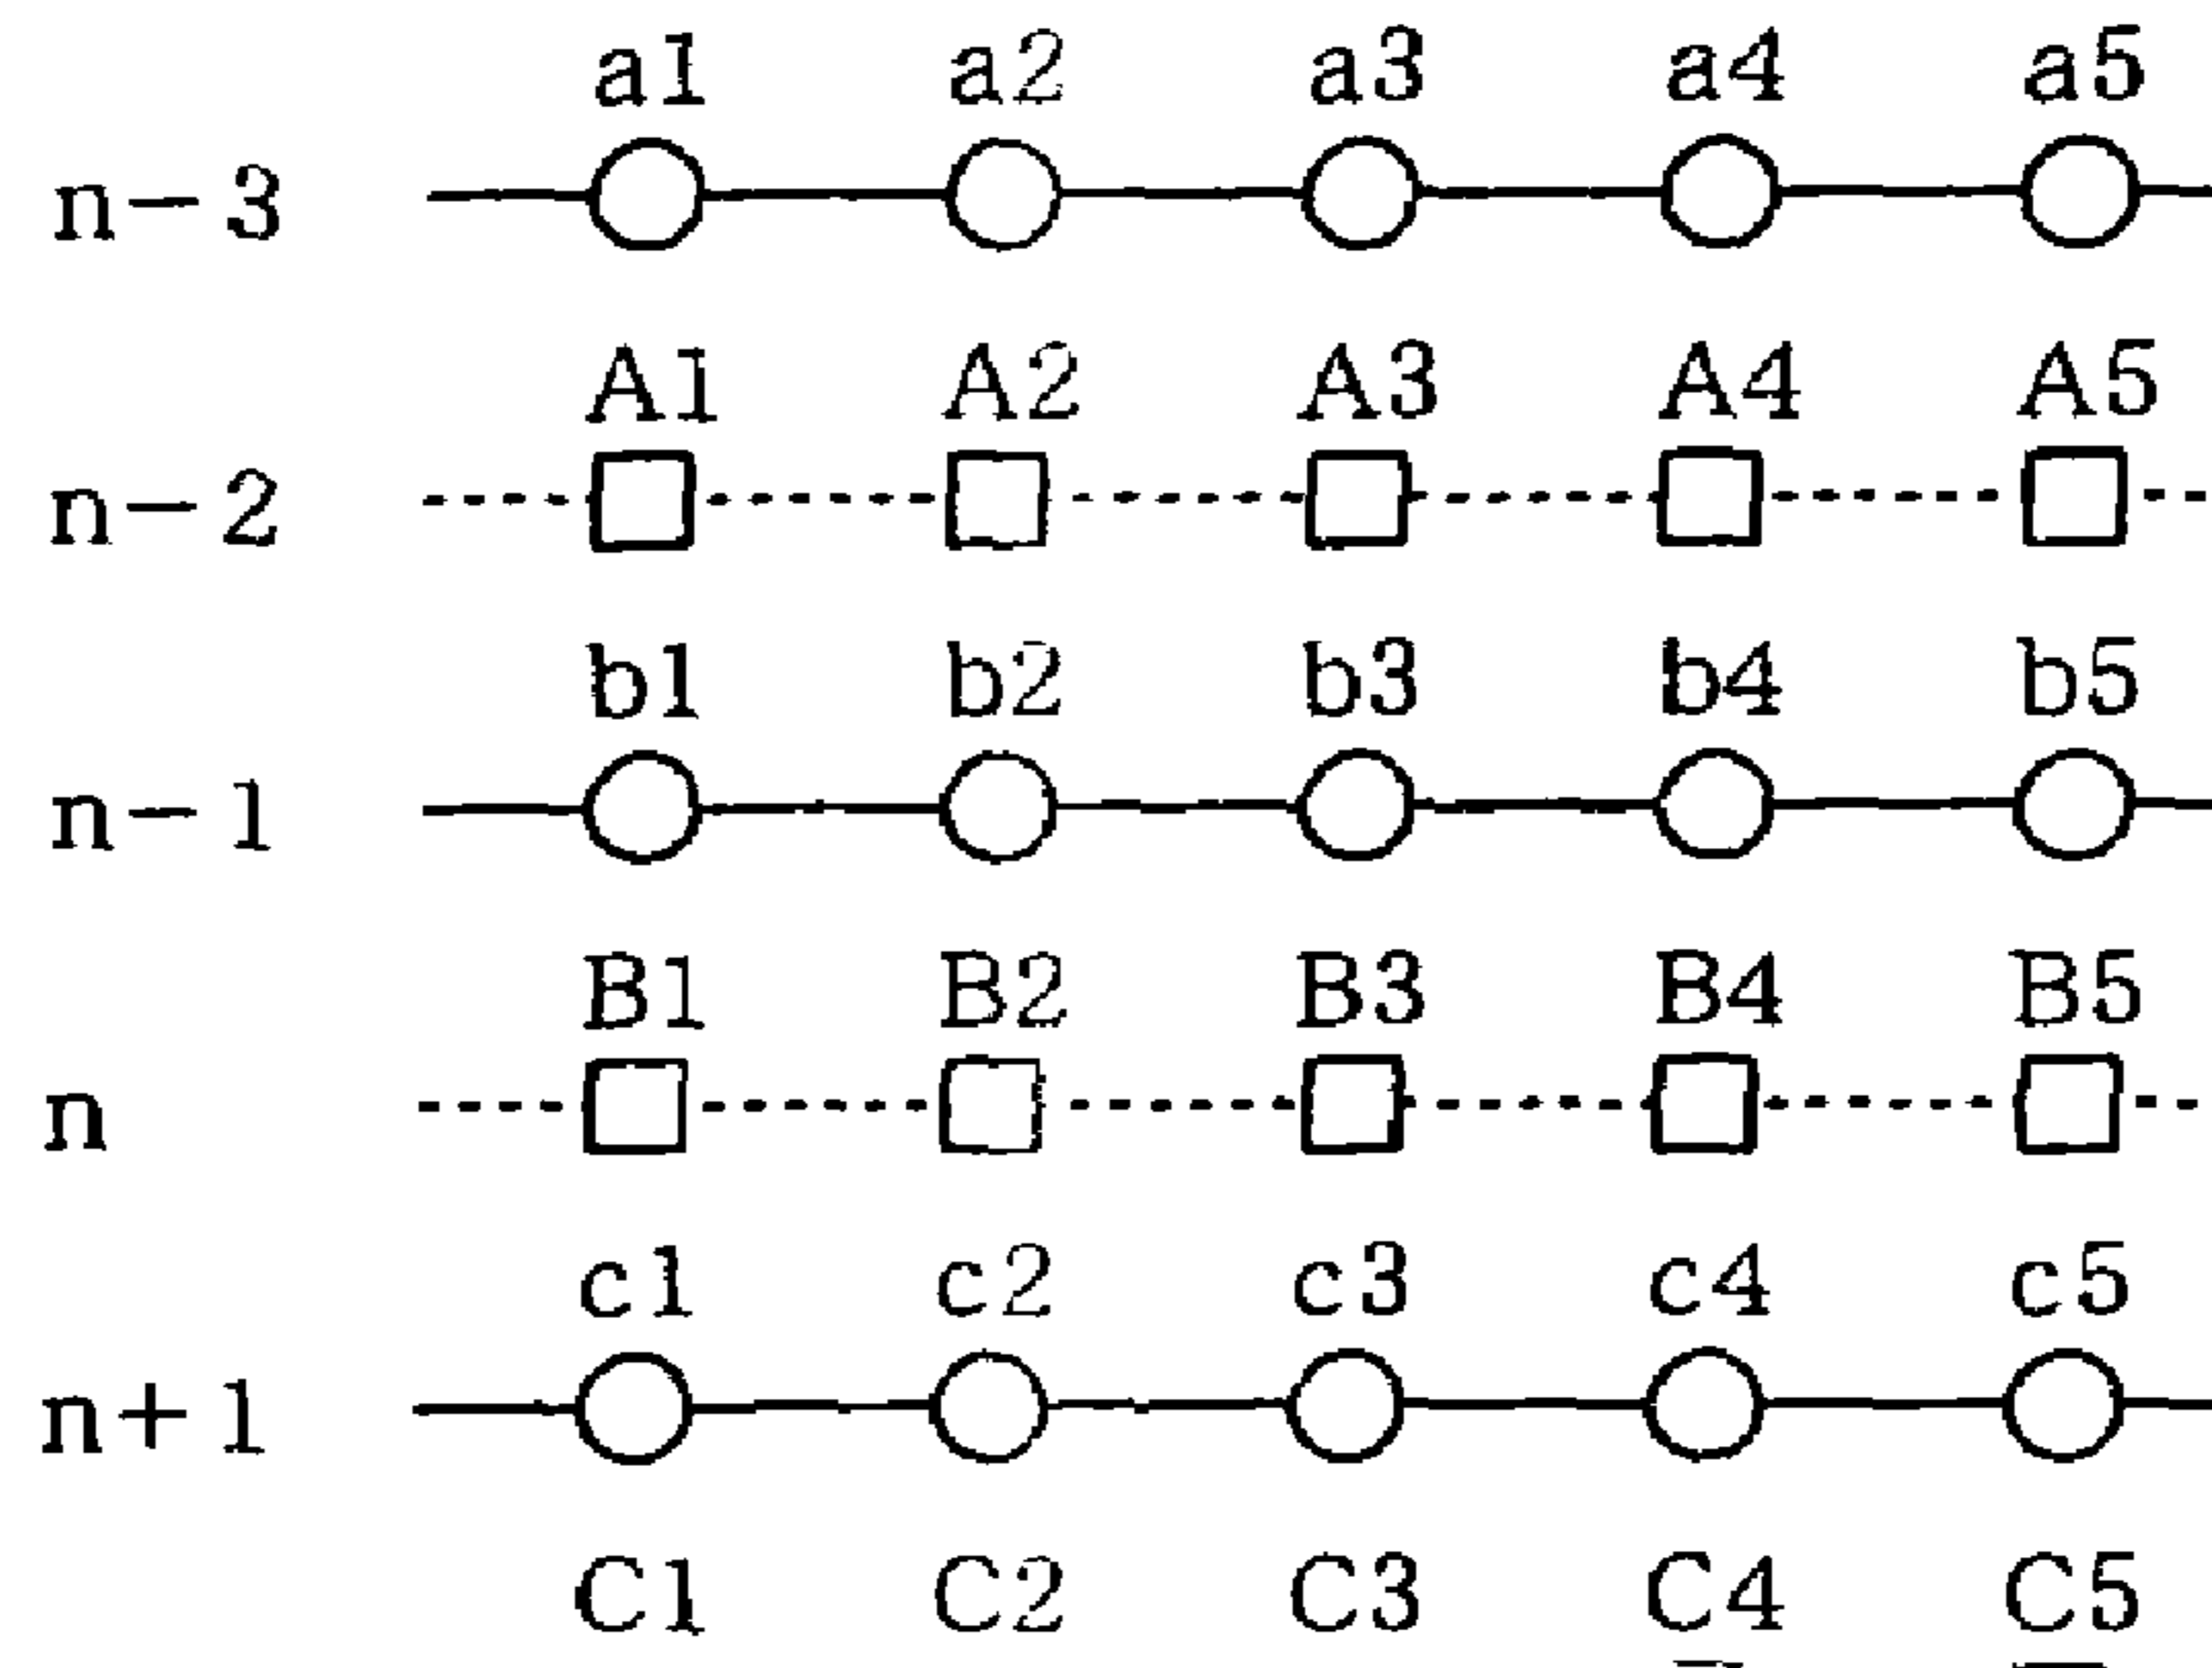 a1 a2 a3 a4 a5
n-3
A1 A2 A3 A4 A5
n-2
b1 b2 b3 b4 b5
n-1
B1 B2 B3 B4 B5
n
c1 c2 c3 c4 c5
n+1
C1 C2 C3 C4 C5